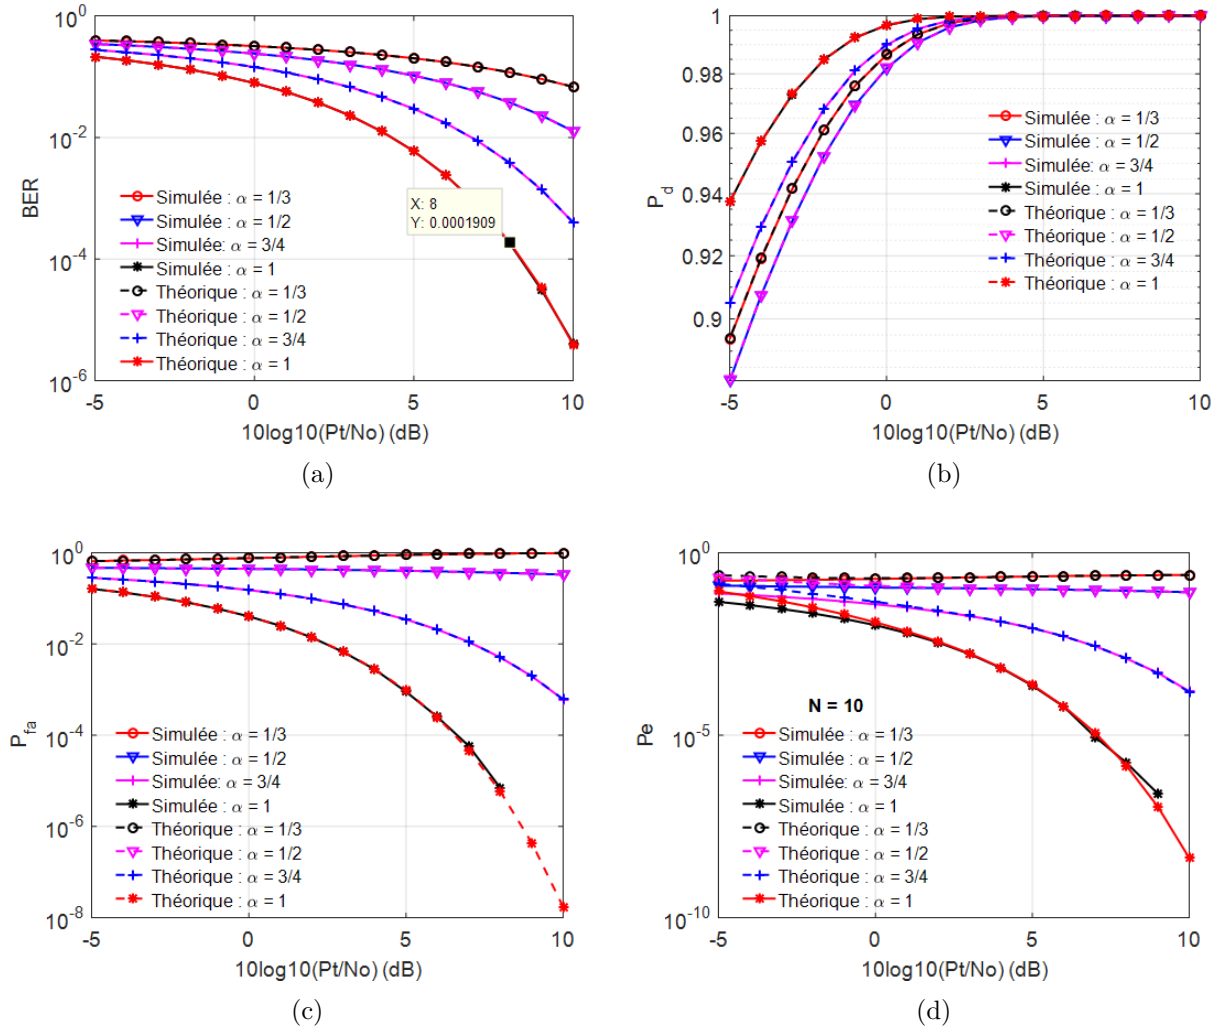 10^0
10^-2
10^-4
10^-6
BER
X: 8
Y: 0.0001909
Simulée : α = 1/3
Simulée : α = 1/2
Simulée: α = 3/4
Simulée : α = 1
Théorique : α = 1/3
Théorique : α = 1/2
Théorique : α = 3/4
Théorique : α = 1
-5 0 5 10
10log10(Pt/No) (dB)
(a)
1
0.98
0.96
0.94
0.92
0.9
P_d
Simulée : α = 1/3
Simulée : α = 1/2
Simulée: α = 3/4
Simulée : α = 1
Théorique : α = 1/3
Théorique : α = 1/2
Théorique : α = 3/4
Théorique : α = 1
-5 0 5 10
10log10(Pt/No) (dB)
(b)
10^0
10^-2
10^-4
10^-6
10^-8
P_fa
Simulée : α = 1/3
Simulée : α = 1/2
Simulée: α = 3/4
Simulée : α = 1
Théorique : α = 1/3
Théorique : α = 1/2
Théorique : α = 3/4
Théorique : α = 1
-5 0 5 10
10log10(Pt/No) (dB)
(c)
10^0
10^-5
10^-10
Pe
N = 10
Simulée : α = 1/3
Simulée : α = 1/2
Simulée: α = 3/4
Simulée : α = 1
Théorique : α = 1/3
Théorique : α = 1/2
Théorique : α = 3/4
Théorique : α = 1
-5 0 5 10
10log10(Pt/No) (dB)
(d)